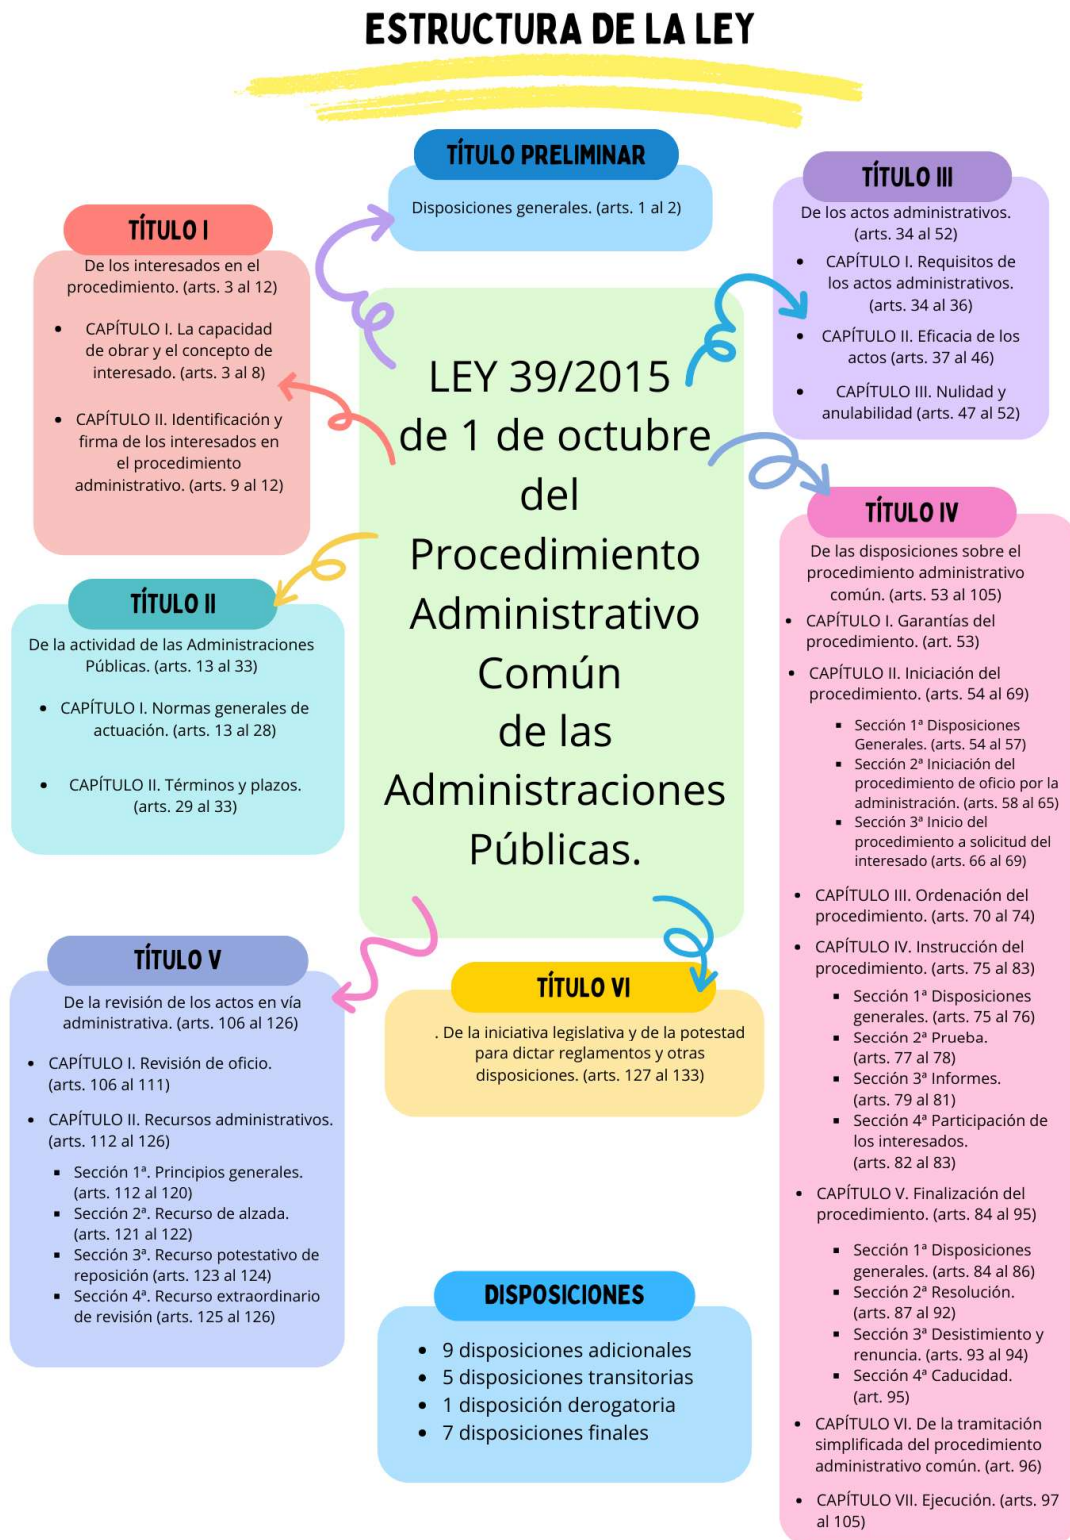 ESTRUCTURA DE LA LEY
TÍTULO PRELIMINAR
Disposiciones generales. (arts. 1 al 2)
TÍTULO I
De los interesados en el
procedimiento. (arts. 3 al 12)
• CAPÍTULO I. La capacidad
de obrar y el concepto de
interesado. (arts. 3 al 8)
• CAPÍTULO II. Identificación y
firma de los interesados en
el procedimiento
administrativo. (arts. 9 al 12)
TÍTULO II
De la actividad de las Administraciones
Públicas. (arts. 13 al 33)
• CAPÍTULO I. Normas generales de
actuación. (arts. 13 al 28)
• CAPÍTULO II. Términos y plazos.
(arts. 29 al 33)
LEY 39/2015
de 1 de octubre
del
Procedimiento
Administrativo
Común
de las
Administraciones
Públicas.
TÍTULO III
De los actos administrativos.
(arts. 34 al 52)
• CAPÍTULO I. Requisitos de
los actos administrativos.
(arts. 34 al 36)
• CAPÍTULO II. Eficacia de los
actos (arts. 37 al 46)
• CAPÍTULO III. Nulidad y
anulabilidad (arts. 47 al 52)
TÍTULO IV
De las disposiciones sobre el
procedimiento administrativo
común. (arts. 53 al 105)
• CAPÍTULO I. Garantías del
procedimiento. (art. 53)
• CAPÍTULO II. Iniciación del
procedimiento. (arts. 54 al 69)
▪ Sección 1ª Disposiciones
Generales. (arts. 54 al 57)
▪ Sección 2ª Iniciación del
procedimiento de oficio por la
administración. (arts. 58 al 65)
▪ Sección 3ª Inicio del
procedimiento a solicitud del
interesado (arts. 66 al 69)
• CAPÍTULO III. Ordenación del
procedimiento. (arts. 70 al 74)
• CAPÍTULO IV. Instrucción del
procedimiento. (arts. 75 al 83)
▪ Sección 1ª Disposiciones
generales. (arts. 75 al 76)
▪ Sección 2ª Prueba.
(arts. 77 al 78)
▪ Sección 3ª Informes.
(arts. 79 al 81)
▪ Sección 4ª Participación de
los interesados.
(arts. 82 al 83)
• CAPÍTULO V. Finalización del
procedimiento. (arts. 84 al 95)
▪ Sección 1ª Disposiciones
generales. (arts. 84 al 86)
▪ Sección 2ª Resolución.
(arts. 87 al 92)
▪ Sección 3ª Desistimiento y
renuncia. (arts. 93 al 94)
▪ Sección 4ª Caducidad.
(art. 95)
• CAPÍTULO VI. De la tramitación
simplificada del procedimiento
administrativo común. (art. 96)
• CAPÍTULO VII. Ejecución. (arts. 97
al 105)
TÍTULO V
De la revisión de los actos en vía
administrativa. (arts. 106 al 126)
• CAPÍTULO I. Revisión de oficio.
(arts. 106 al 111)
• CAPÍTULO II. Recursos administrativos.
(arts. 112 al 126)
▪ Sección 1ª. Principios generales.
(arts. 112 al 120)
▪ Sección 2ª. Recurso de alzada.
(arts. 121 al 122)
▪ Sección 3ª. Recurso potestativo de
reposición (arts. 123 al 124)
▪ Sección 4ª. Recurso extraordinario
de revisión (arts. 125 al 126)
TÍTULO VI
. De la iniciativa legislativa y de la potestad
para dictar reglamentos y otras
disposiciones. (arts. 127 al 133)
DISPOSICIONES
• 9 disposiciones adicionales
• 5 disposiciones transitorias
• 1 disposición derogatoria
• 7 disposiciones finales